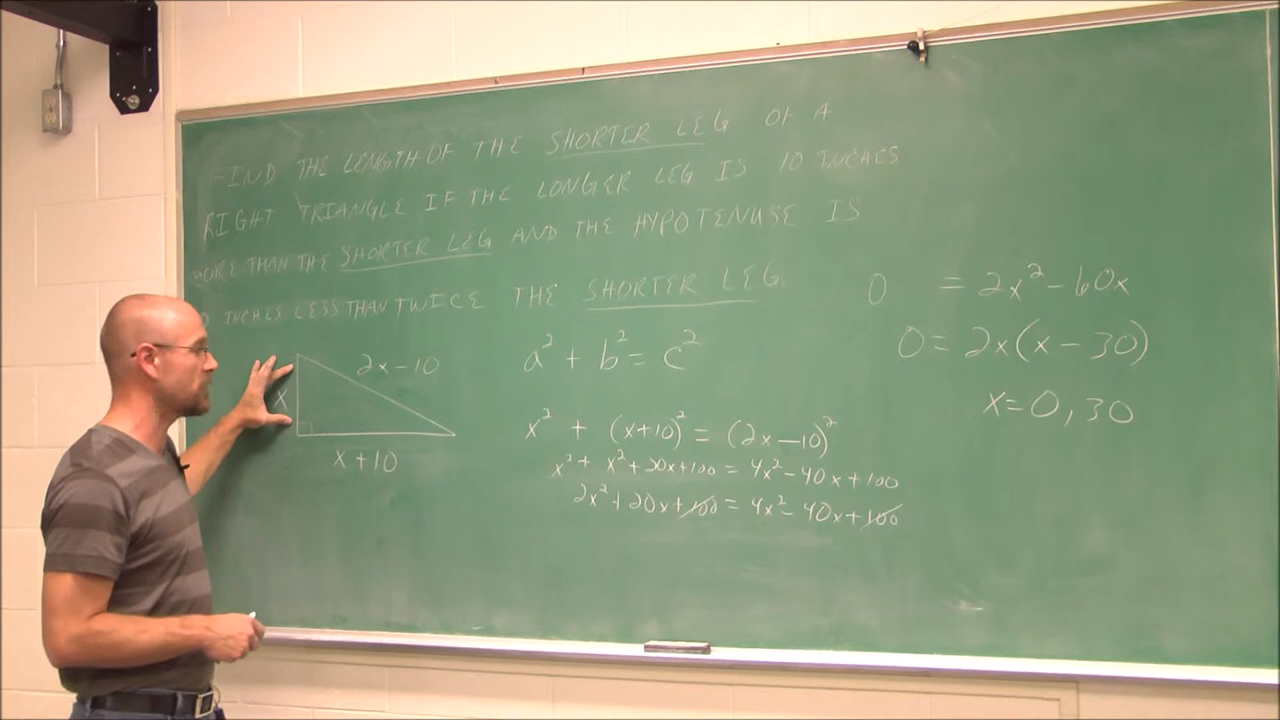 FIND THE LENGTH OF THE SHORTER LEG OF A
RIGHT TRIANGLE IF THE LONGER LEG IS 10 INCHES
MORE THAN THE SHORTER LEG AND THE HYPOTENUSE IS
INCHES LESS THAN TWICE THE SHORTER LEG.
2x-10
x
x+10
a² + b² = c²
x² + (x+10)² = (2x-10)²
x² + x² + 20x + 100 = 4x² - 40x + 100
2x² + 20x + 100 = 4x² - 40x + 100
0 = 2x² - 60x
0 = 2x(x - 30)
x = 0, 30